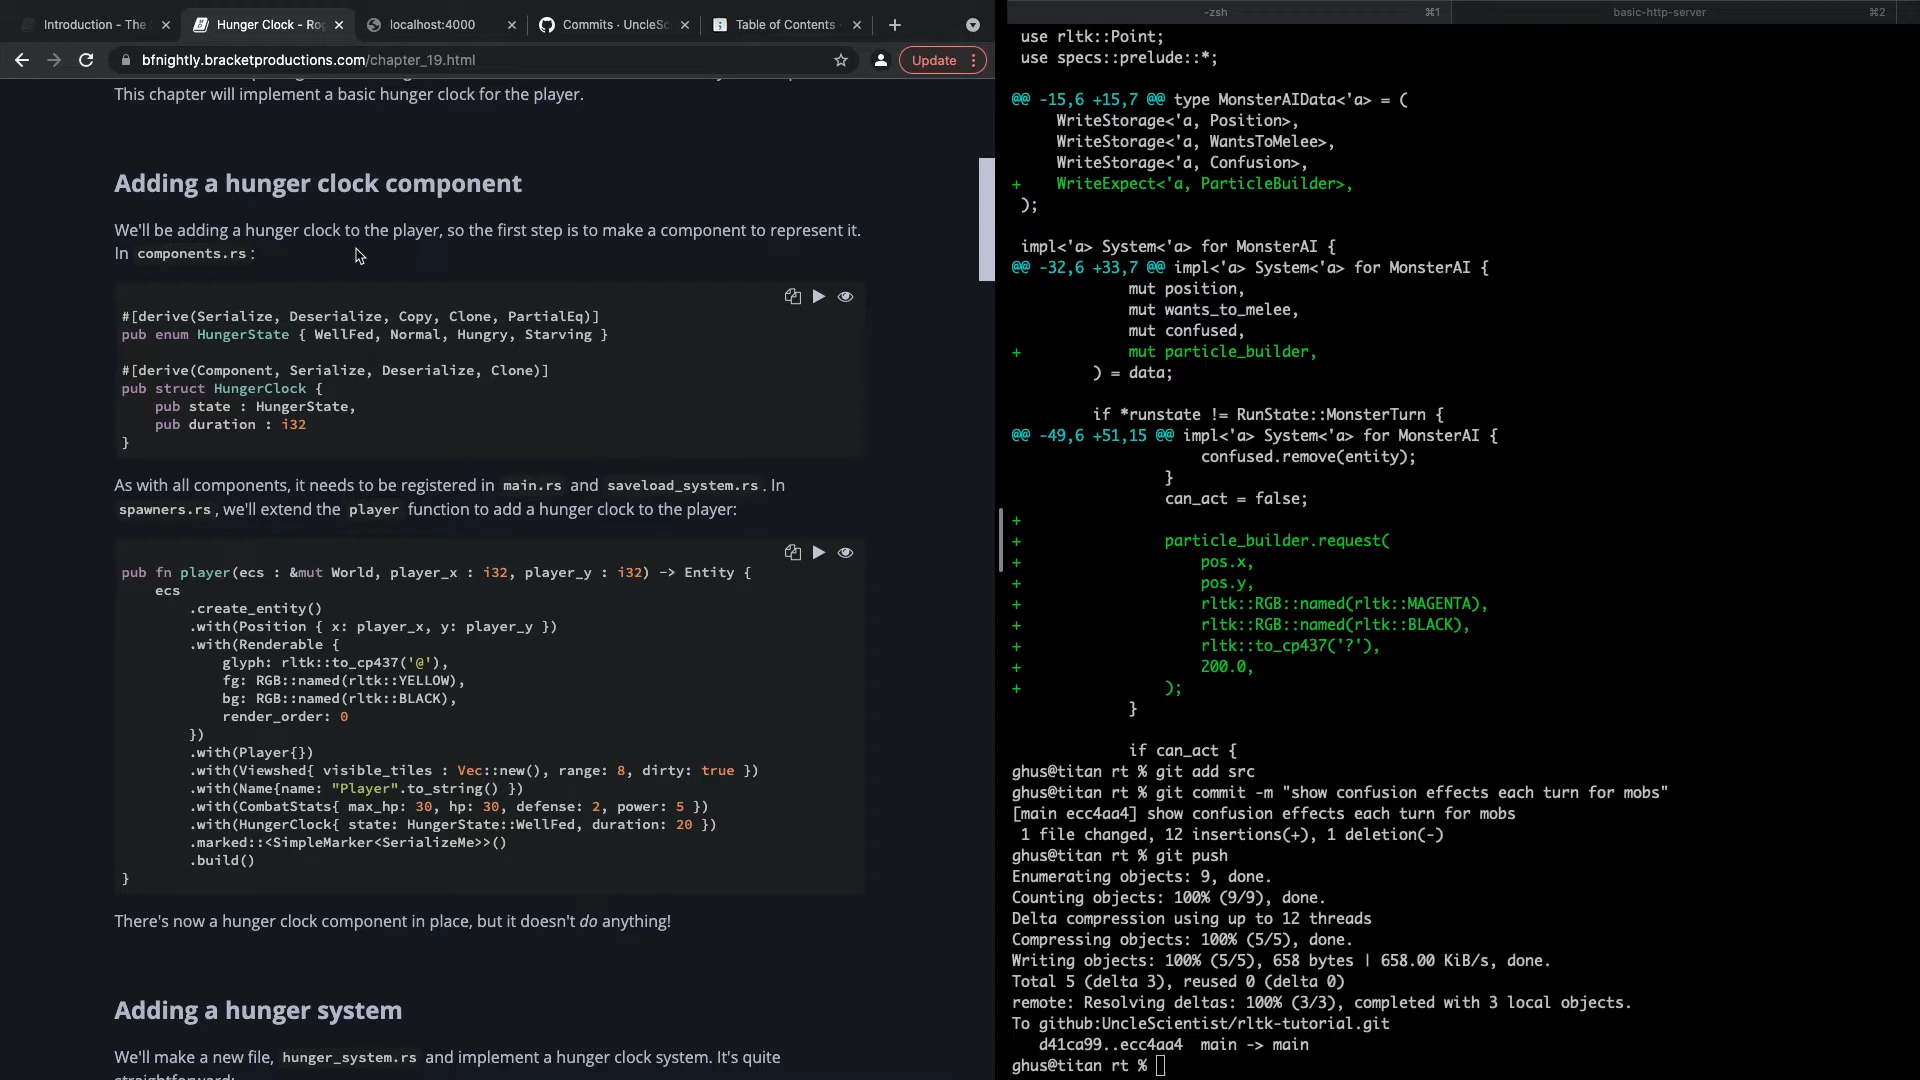 Introduction - The
Hunger Clock - Ro
localhost:4000
Commits · UncleSc
Table of Contents
bfnightly.bracketproductions.com/chapter_19.html
Update
This chapter will implement a basic hunger clock for the player.
Adding a hunger clock component
We'll be adding a hunger clock to the player, so the first step is to make a component to represent it.
In components.rs :
#[derive(Serialize, Deserialize, Copy, Clone, PartialEq)]
pub enum HungerState { WellFed, Normal, Hungry, Starving }
#[derive(Component, Serialize, Deserialize, Clone)]
pub struct HungerClock {
pub state : HungerState,
pub duration : i32
}
As with all components, it needs to be registered in main.rs and saveload_system.rs . In
spawners.rs , we'll extend the player function to add a hunger clock to the player:
pub fn player(ecs : &mut World, player_x : i32, player_y : i32) -> Entity {
ecs
.create_entity()
.with(Position { x: player_x, y: player_y })
.with(Renderable {
glyph: rltk::to_cp437('@'),
fg: RGB::named(rltk::YELLOW),
bg: RGB::named(rltk::BLACK),
render_order: 0
})
.with(Player{})
.with(Viewshed{ visible_tiles : Vec::new(), range: 8, dirty: true })
.with(Name{name: "Player".to_string() })
.with(CombatStats{ max_hp: 30, hp: 30, defense: 2, power: 5 })
.with(HungerClock{ state: HungerState::WellFed, duration: 20 })
.marked::<SimpleMarker<SerializeMe>>()
.build()
}
There's now a hunger clock component in place, but it doesn't do anything!
Adding a hunger system
We'll make a new file, hunger_system.rs and implement a hunger clock system. It's quite
straightforward:
-zsh ⌘1
basic-http-server ⌘2
use rltk::Point;
use specs::prelude::*;
@@ -15,6 +15,7 @@ type MonsterAIData<'a> = (
WriteStorage<'a, Position>,
WriteStorage<'a, WantsToMelee>,
WriteStorage<'a, Confusion>,
+ WriteExpect<'a, ParticleBuilder>,
);
impl<'a> System<'a> for MonsterAI {
@@ -32,6 +33,7 @@ impl<'a> System<'a> for MonsterAI {
mut position,
mut wants_to_melee,
mut confused,
+ mut particle_builder,
) = data;
if *runstate != RunState::MonsterTurn {
@@ -49,6 +51,15 @@ impl<'a> System<'a> for MonsterAI {
confused.remove(entity);
}
can_act = false;
+
+ particle_builder.request(
+ pos.x,
+ pos.y,
+ rltk::RGB::named(rltk::MAGENTA),
+ rltk::RGB::named(rltk::BLACK),
+ rltk::to_cp437('?'),
+ 200.0,
+ );
}
if can_act {
ghus@titan rt % git add src
ghus@titan rt % git commit -m "show confusion effects each turn for mobs"
[main ecc4aa4] show confusion effects each turn for mobs
1 file changed, 12 insertions(+), 1 deletion(-)
ghus@titan rt % git push
Enumerating objects: 9, done.
Counting objects: 100% (9/9), done.
Delta compression using up to 12 threads
Compressing objects: 100% (5/5), done.
Writing objects: 100% (5/5), 658 bytes | 658.00 KiB/s, done.
Total 5 (delta 3), reused 0 (delta 0)
remote: Resolving deltas: 100% (3/3), completed with 3 local objects.
To github:UncleScientist/rltk-tutorial.git
d41ca99..ecc4aa4 main -> main
ghus@titan rt %